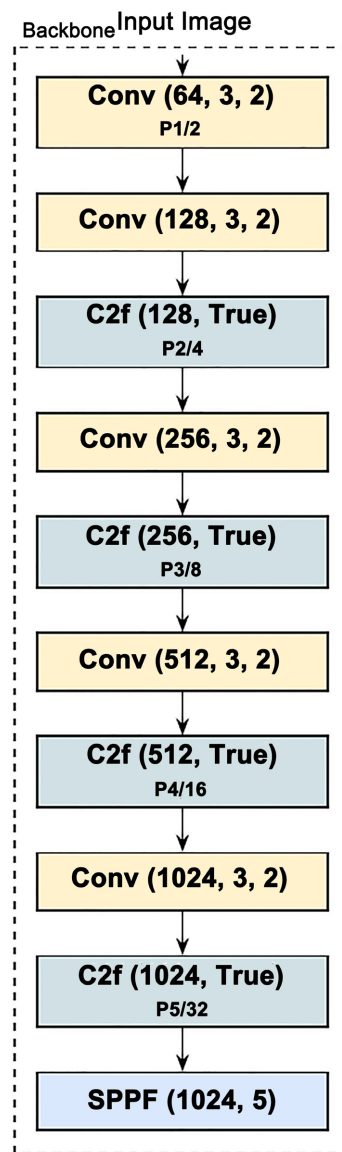 Input Image
Backbone
Conv (64, 3, 2)
P1/2
Conv (128, 3, 2)
C2f (128, True)
P2/4
Conv (256, 3, 2)
C2f (256, True)
P3/8
Conv (512, 3, 2)
C2f (512, True)
P4/16
Conv (1024, 3, 2)
C2f (1024, True)
P5/32
SPPF (1024, 5)